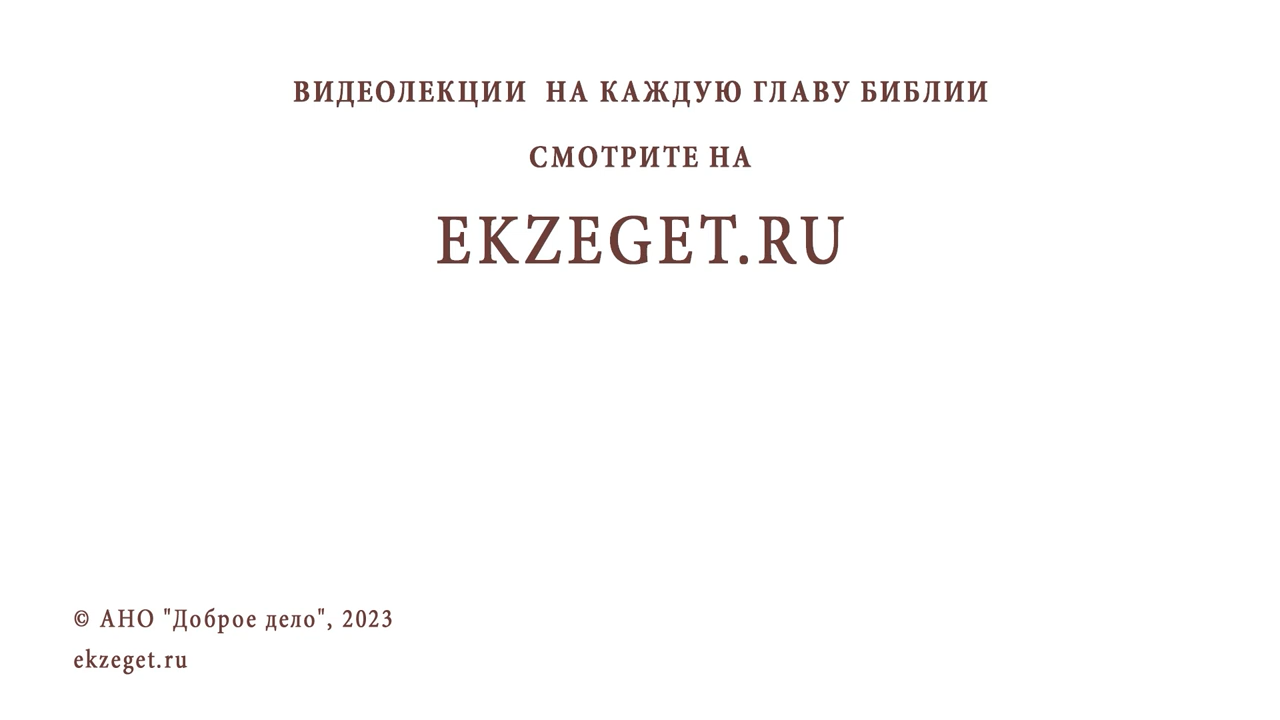 ВИДЕОЛЕКЦИИ НА КАЖДУЮ ГЛАВУ БИБЛИИ
СМОТРИТЕ НА
EKZEGET.RU
© АНО "Доброе дело", 2023
ekzeget.ru